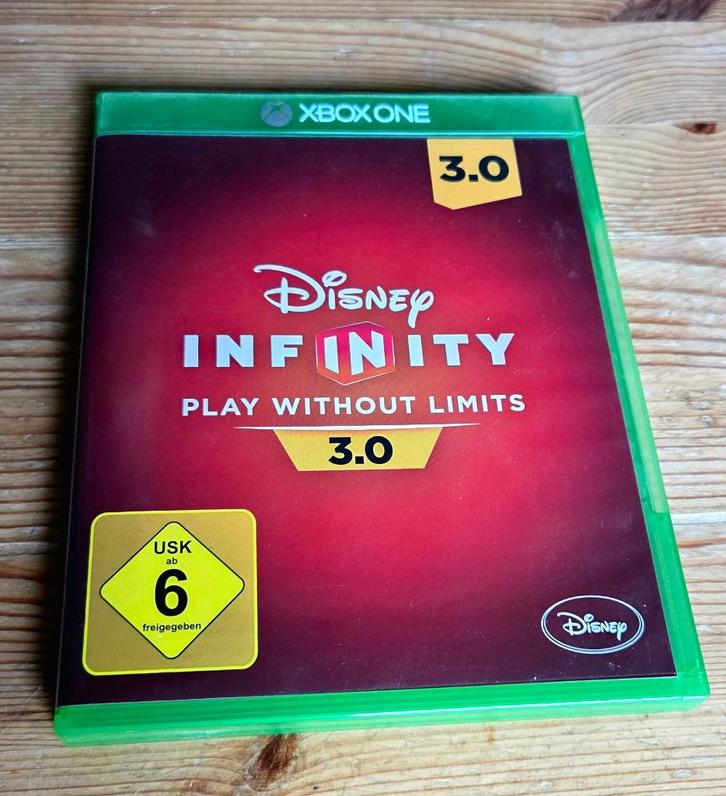 XBOX ONE
3.0
Disney
INFINITY
PLAY WITHOUT LIMITS
3.0
USK
ab
6
freigegeben
Disney